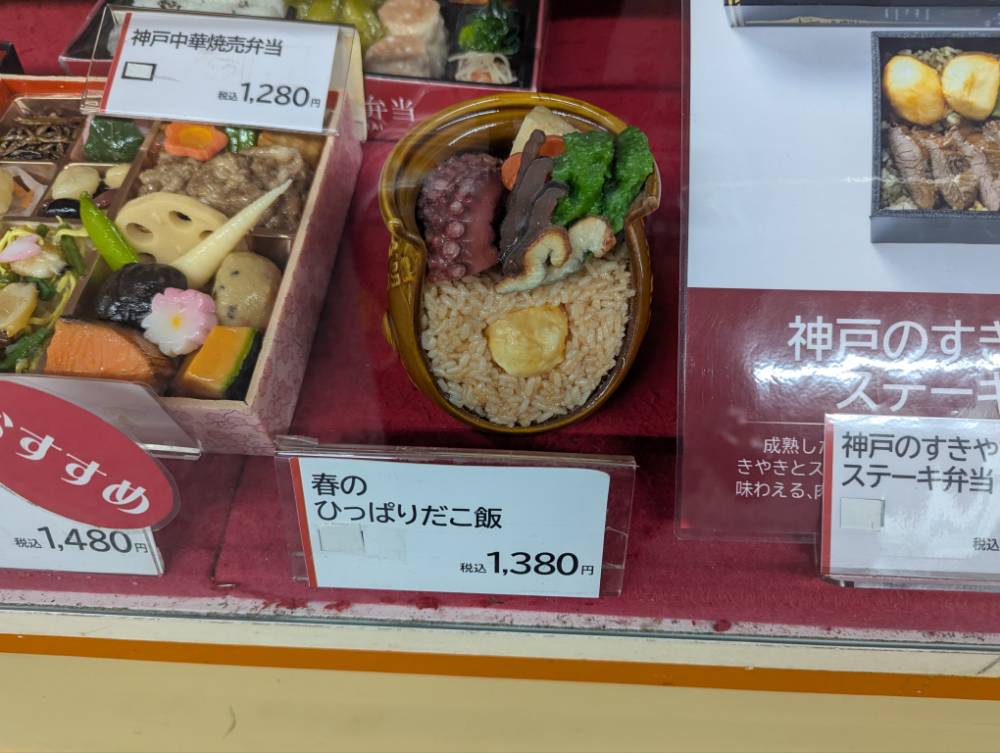 神戸中華焼売弁当
税込1,280円
弁当
おすすめ
税込1,480円
春の
ひっぱりだこ飯
税込1,380円
神戸のすき
ステーキ
成熟し
きやきとス
味わえる、
神戸のすきや
ステーキ弁当
税込